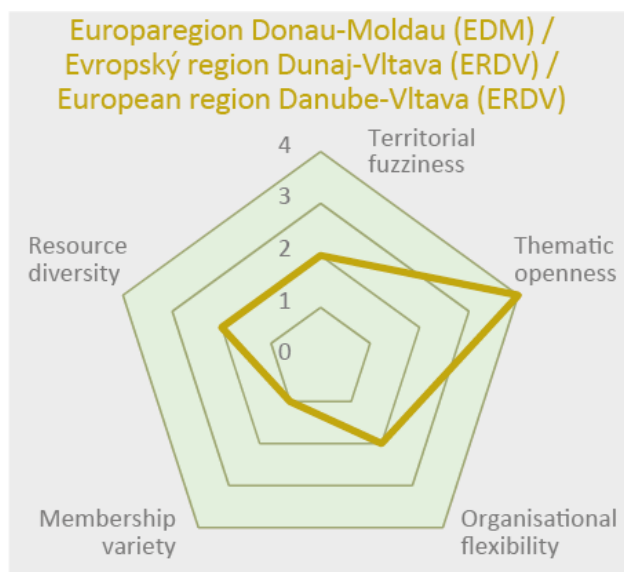 Europaregion Donau-Moldau (EDM) /
Evropský region Dunaj-Vltava (ERDV) /
European region Danube-Vltava (ERDV)
4
Territorial
fuzziness
3
Resource
diversity
Thematic
openness
2
1
0
Membership
variety
Organisational
flexibility